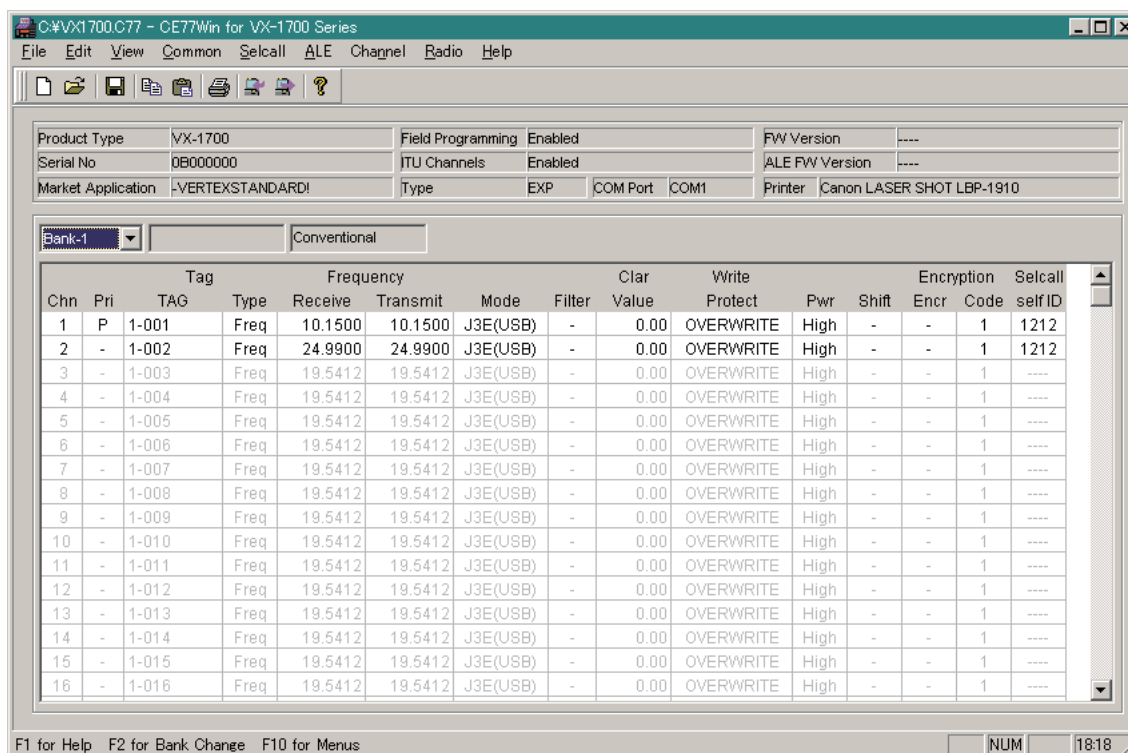 C:¥VX1700.C77 - CE77Win for VX-1700 Series
File Edit View Common Selcall ALE Channel Radio Help
Product Type VX-1700 Field Programming Enabled FW Version ----
Serial No 0B000000 ITU Channels Enabled ALE FW Version ----
Market Application -VERTEXSTANDARD! Type EXP COM Port COM1 Printer Canon LASER SHOT LBP-1910
Bank-1 Conventional
Tag Frequency Clar Write Encryption Selcall
Chn Pri TAG Type Receive Transmit Mode Filter Value Protect Pwr Shift Encr Code self ID
1 P 1-001 Freq 10.1500 10.1500 J3E(USB) - 0.00 OVERWRITE High - - 1 1212
2 - 1-002 Freq 24.9900 24.9900 J3E(USB) - 0.00 OVERWRITE High - - 1 1212
3 - 1-003 Freq 19.5412 19.5412 J3E(USB) - 0.00 OVERWRITE High - - 1 ----
4 - 1-004 Freq 19.5412 19.5412 J3E(USB) - 0.00 OVERWRITE High - - 1 ----
5 - 1-005 Freq 19.5412 19.5412 J3E(USB) - 0.00 OVERWRITE High - - 1 ----
6 - 1-006 Freq 19.5412 19.5412 J3E(USB) - 0.00 OVERWRITE High - - 1 ----
7 - 1-007 Freq 19.5412 19.5412 J3E(USB) - 0.00 OVERWRITE High - - 1 ----
8 - 1-008 Freq 19.5412 19.5412 J3E(USB) - 0.00 OVERWRITE High - - 1 ----
9 - 1-009 Freq 19.5412 19.5412 J3E(USB) - 0.00 OVERWRITE High - - 1 ----
10 - 1-010 Freq 19.5412 19.5412 J3E(USB) - 0.00 OVERWRITE High - - 1 ----
11 - 1-011 Freq 19.5412 19.5412 J3E(USB) - 0.00 OVERWRITE High - - 1 ----
12 - 1-012 Freq 19.5412 19.5412 J3E(USB) - 0.00 OVERWRITE High - - 1 ----
13 - 1-013 Freq 19.5412 19.5412 J3E(USB) - 0.00 OVERWRITE High - - 1 ----
14 - 1-014 Freq 19.5412 19.5412 J3E(USB) - 0.00 OVERWRITE High - - 1 ----
15 - 1-015 Freq 19.5412 19.5412 J3E(USB) - 0.00 OVERWRITE High - - 1 ----
16 - 1-016 Freq 19.5412 19.5412 J3E(USB) - 0.00 OVERWRITE High - - 1 ----
F1 for Help F2 for Bank Change F10 for Menus NUM 18:18